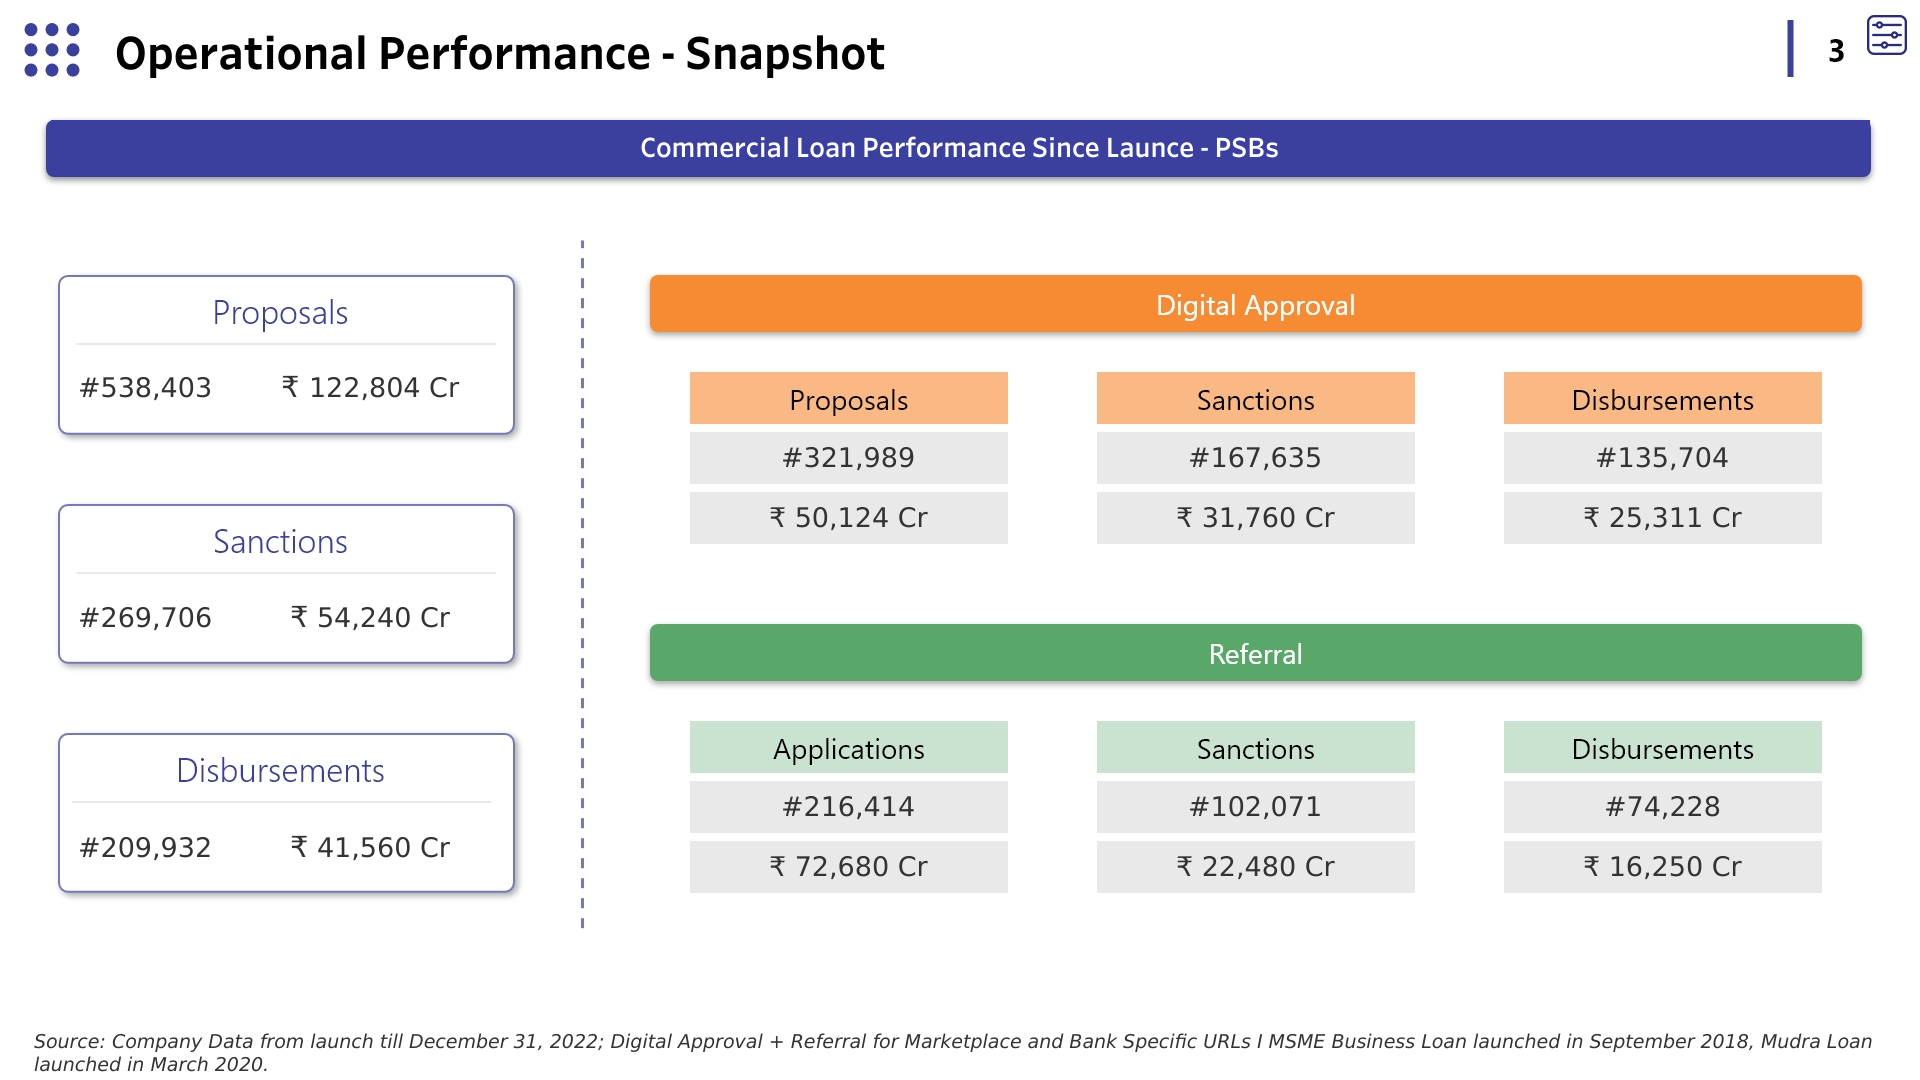 Operational Performance - Snapshot
3
Commercial Loan Performance Since Launce - PSBs
Proposals
#538,403 ₹ 122,804 Cr
Sanctions
#269,706 ₹ 54,240 Cr
Disbursements
#209,932 ₹ 41,560 Cr
Digital Approval
Proposals Sanctions Disbursements
#321,989 #167,635 #135,704
₹ 50,124 Cr ₹ 31,760 Cr ₹ 25,311 Cr
Referral
Applications Sanctions Disbursements
#216,414 #102,071 #74,228
₹ 72,680 Cr ₹ 22,480 Cr ₹ 16,250 Cr
Source: Company Data from launch till December 31, 2022; Digital Approval + Referral for Marketplace and Bank Specific URLs I MSME Business Loan launched in September 2018, Mudra Loan
launched in March 2020.